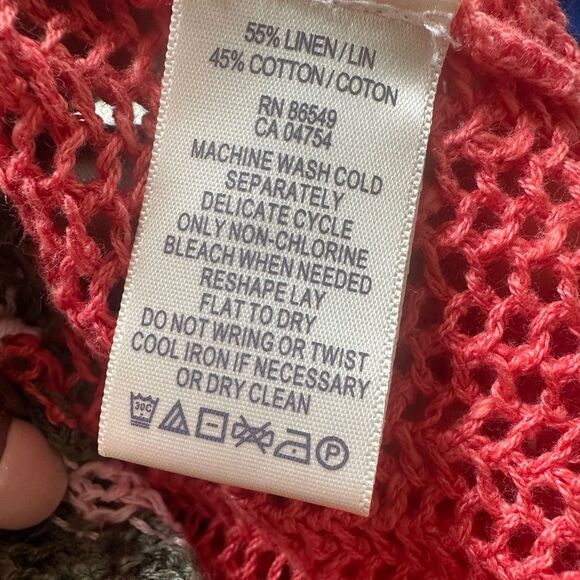 55% LINEN/LIN
45% COTTON/COTON
RN 86549
CA 04754
MACHINE WASH COLD
SEPARATELY
DELICATE CYCLE
ONLY NON-CHLORINE
BLEACH WHEN NEEDED
RESHAPE LAY
FLAT TO DRY
DO NOT WRING OR TWIST
COOL IRON IF NECESSARY
OR DRY CLEAN
30C P